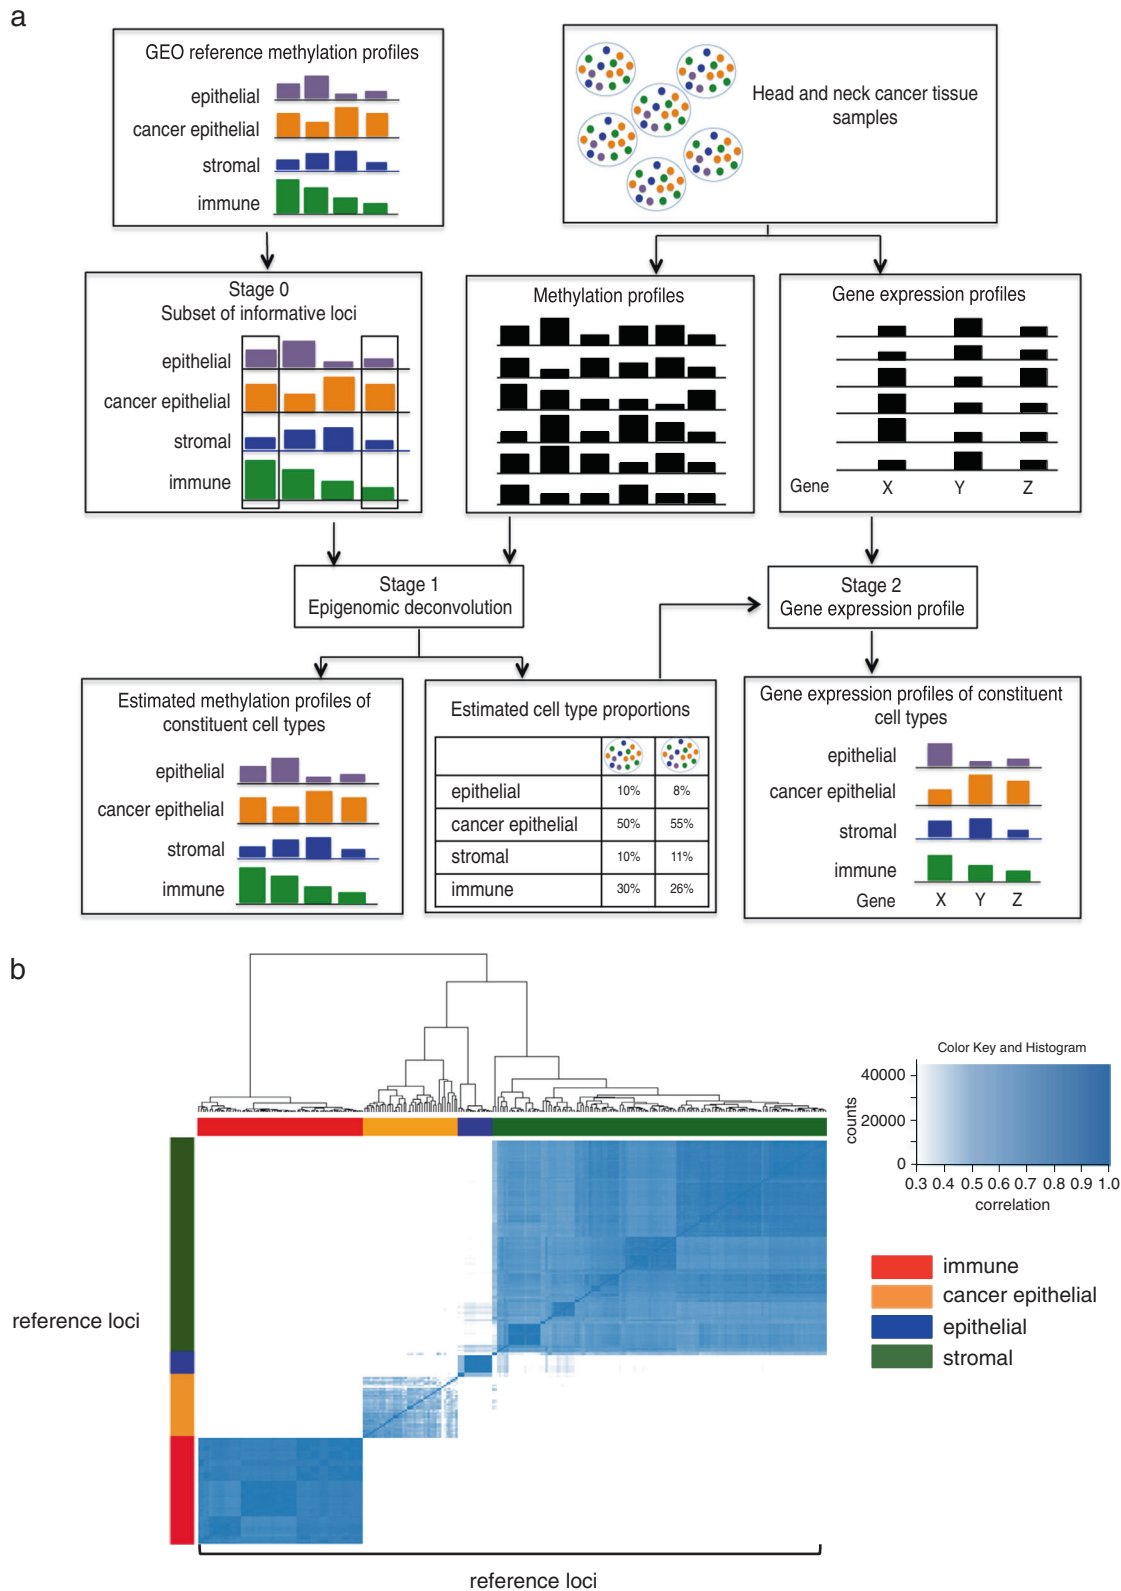 a
GEO reference methylation profiles
epithelial
cancer epithelial
stromal
immune
Head and neck cancer tissue
samples
Stage 0
Subset of informative loci
epithelial
cancer epithelial
stromal
immune
Methylation profiles
Gene expression profiles
Gene X Y Z
Stage 1
Epigenomic deconvolution
Stage 2
Gene expression profile
Estimated methylation profiles of
constituent cell types
epithelial
cancer epithelial
stromal
immune
Estimated cell type proportions
epithelial 10% 8%
cancer epithelial 50% 55%
stromal 10% 11%
immune 30% 26%
Gene expression profiles of constituent
cell types
epithelial
cancer epithelial
stromal
immune
Gene X Y Z
b
Color Key and Histogram
counts
40000
20000
0
0.3 0.4 0.5 0.6 0.7 0.8 0.9 1.0
correlation
immune
cancer epithelial
epithelial
stromal
reference loci
reference loci